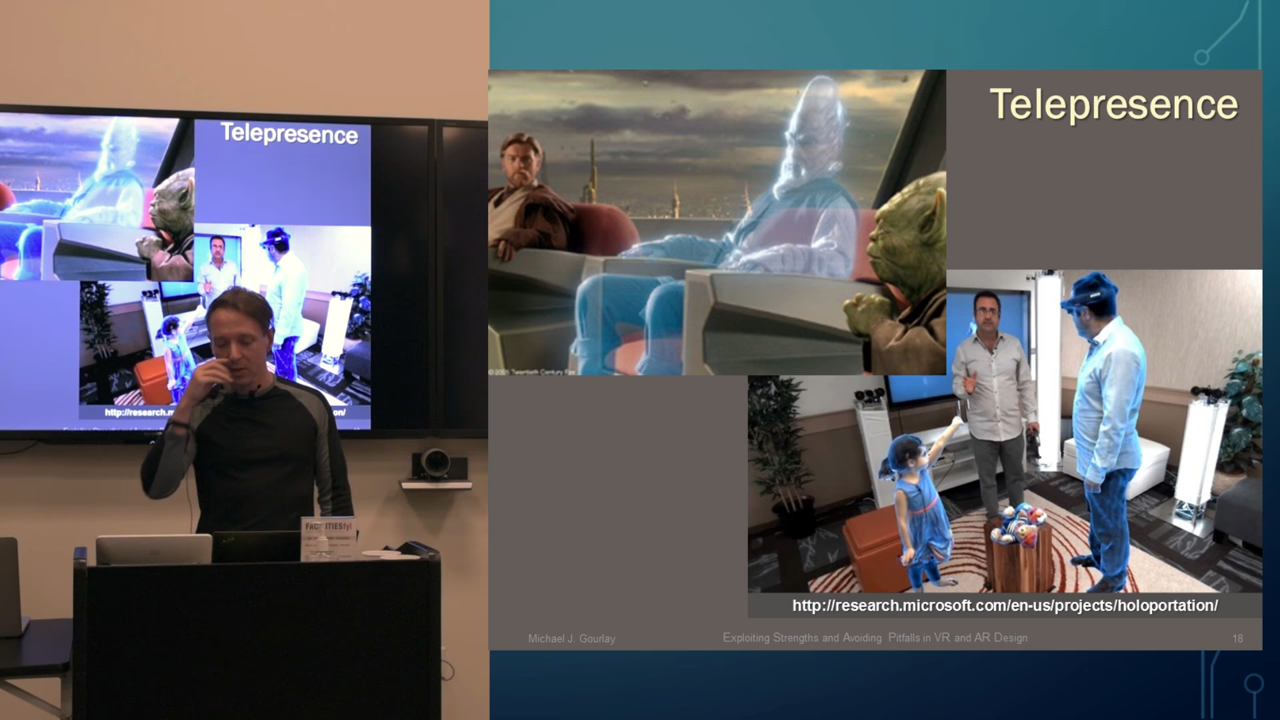 Telepresence
http://research.m
on/
FACILITIESfyI
© 2005 Twentieth Century Fox
Telepresence
http://research.microsoft.com/en-us/projects/holoportation/
Michael J. Gourlay
Exploiting Strengths and Avoiding Pitfalls in VR and AR Design
18